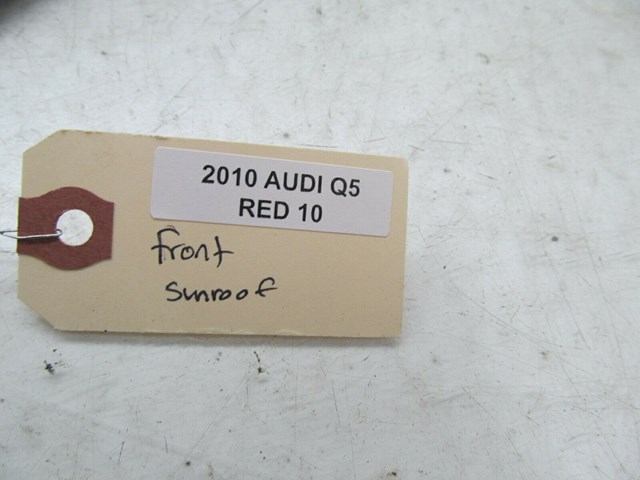 2010 AUDI Q5
RED 10
front
sunroof